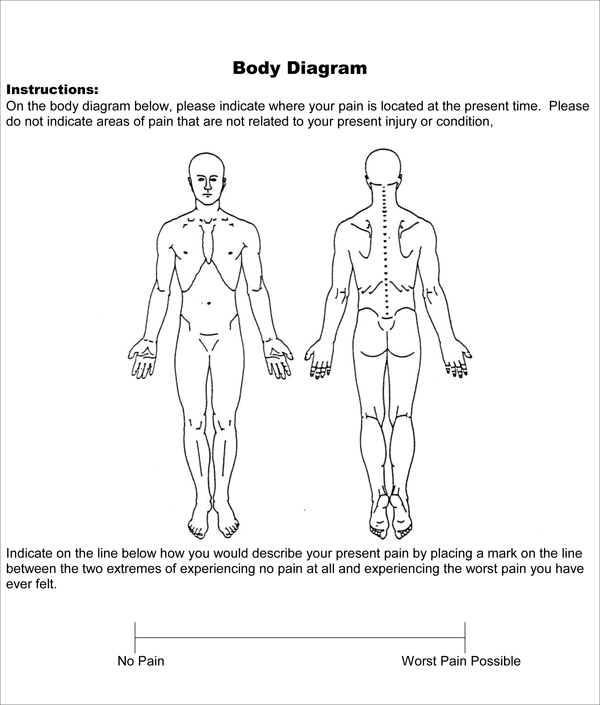 Body Diagram
Instructions:
On the body diagram below, please indicate where your pain is located at the present time.  Please
do not indicate areas of pain that are not related to your present injury or condition,
Indicate on the line below how you would describe your present pain by placing a mark on the line
between the two extremes of experiencing no pain at all and experiencing the worst pain you have
ever felt.
No Pain
Worst Pain Possible